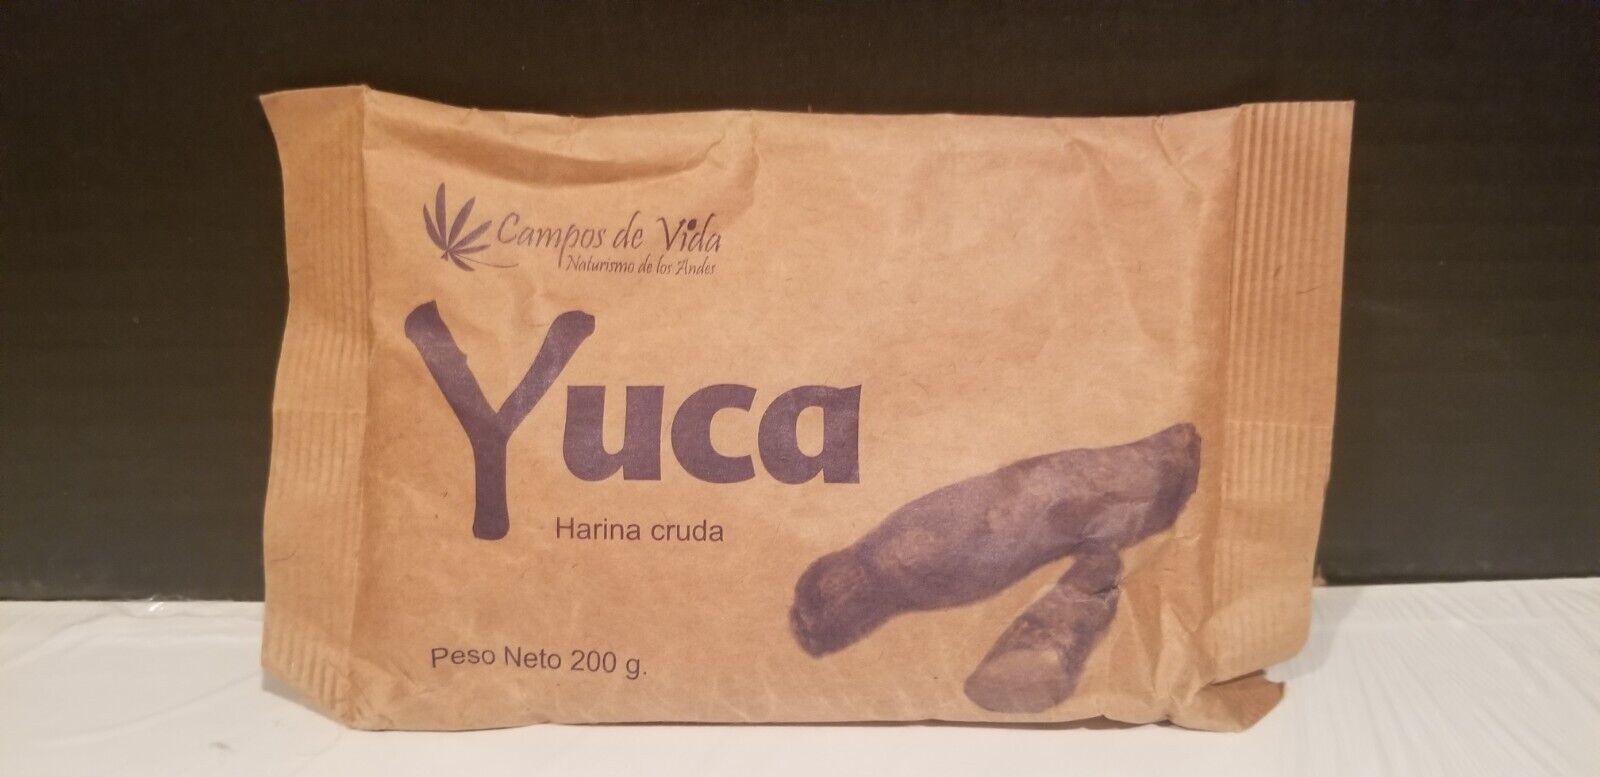 Campos de Vida
Naturismo de los Andes
Yuca
Harina cruda
Peso Neto 200 g.